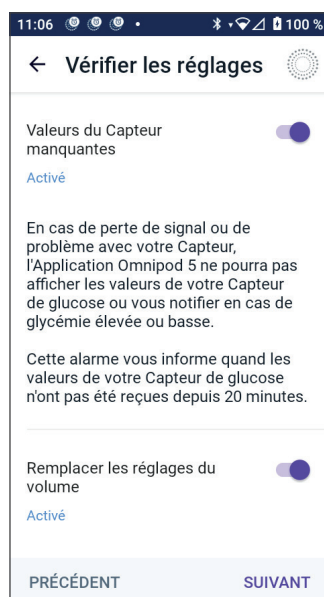 11:06 100 %
Vérifier les réglages
Valeurs du Capteur
manquantes
Activé
En cas de perte de signal ou de
problème avec votre Capteur,
l'Application Omnipod 5 ne pourra pas
afficher les valeurs de votre Capteur
de glucose ou vous notifier en cas de
glycémie élevée ou basse.
Cette alarme vous informe quand les
valeurs de votre Capteur de glucose
n'ont pas été reçues depuis 20 minutes.
Remplacer les réglages du
volume
Activé
PRÉCÉDENT SUIVANT